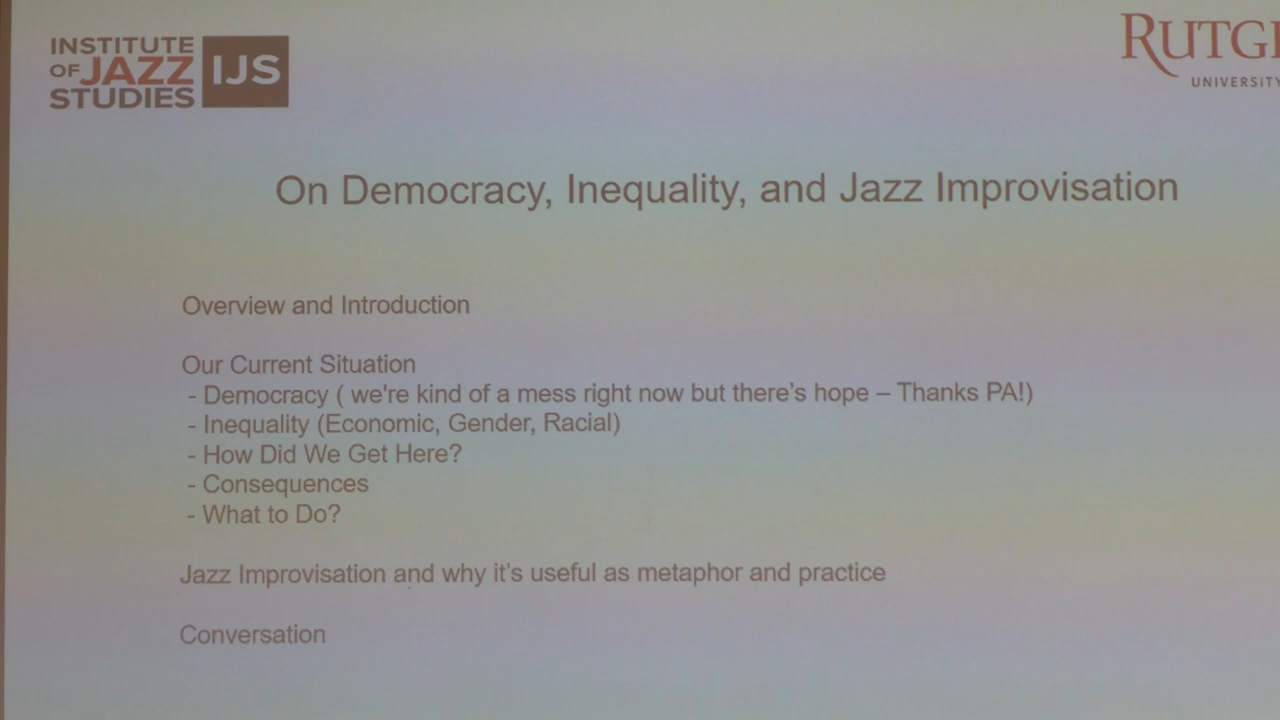 INSTITUTE
OF JAZZ
STUDIES
IJS
UNIVERSITY
On Democracy, Inequality, and Jazz Improvisation
Overview and Introduction
Our Current Situation
- Democracy ( we're kind of a mess right now but there's hope – Thanks PA!)
- Inequality (Economic, Gender, Racial)
- How Did We Get Here?
- Consequences
- What to Do?
Jazz Improvisation and why it's useful as metaphor and practice
Conversation